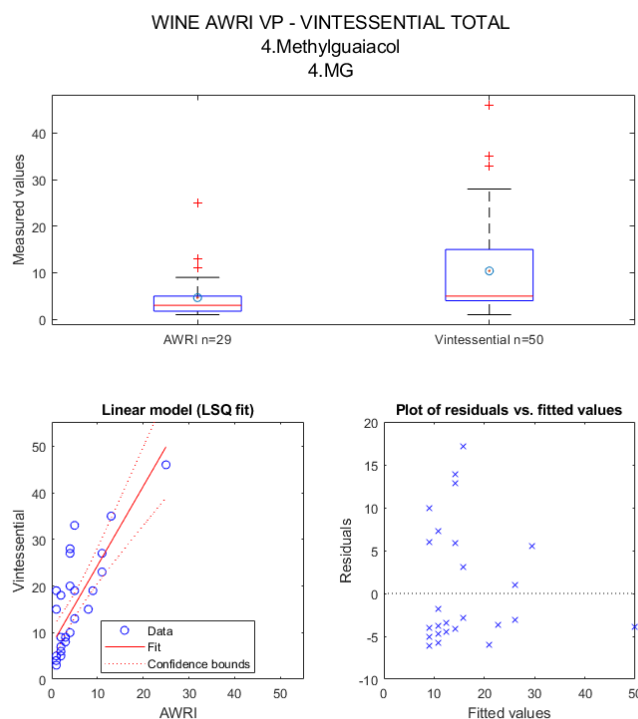 WINE AWRI VP - VINTESSENTIAL TOTAL
4.Methylguaiacol
4.MG
40
30
20
10
0
Measured values
AWRI n=29
Vintessential n=50
Linear model (LSQ fit)
50
40
30
20
10
0
Vintessential
Data
Fit
Confidence bounds
0 10 20 30 40 50
AWRI
Plot of residuals vs. fitted values
20
15
10
5
0
-5
-10
Residuals
0 10 20 30 40 50
Fitted values